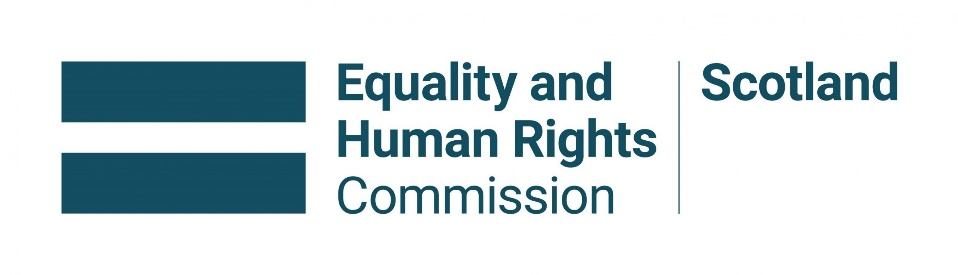 Equality and
Human Rights
Commission
Scotland